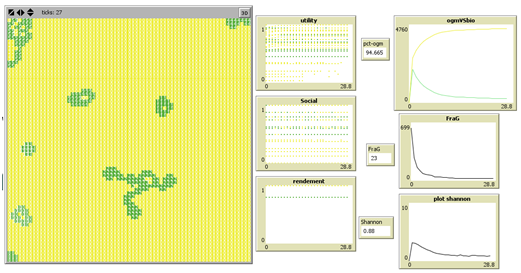 ticks: 27
3D
utility
1
0
0
28.8
pct-ogm
94.665
ogmVSbio
4760
0
0
28.8
Social
1
0
0
28.8
FraG
23
FraG
699
0
0
28.8
rendement
1
0
0
28.8
Shannon
0.88
plot shannon
10
0
0
28.8